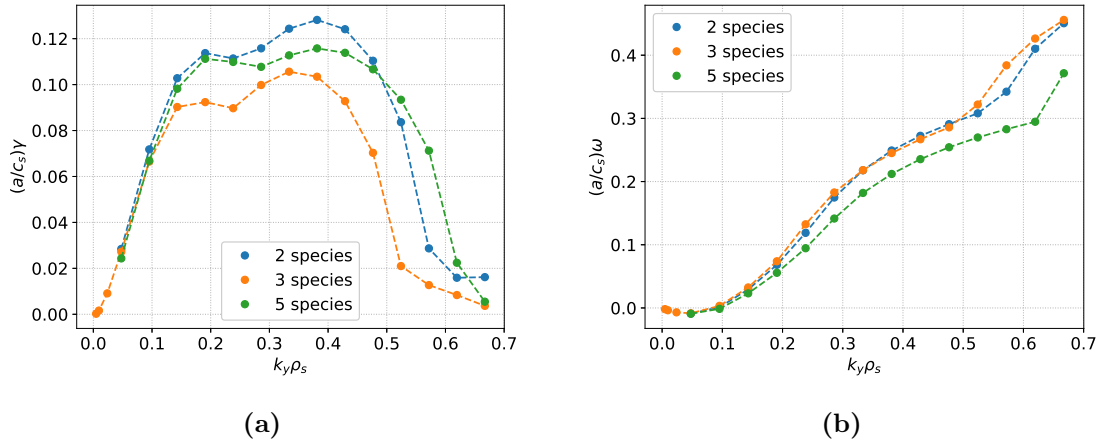 0.12
0.10
0.08
0.06
0.04
0.02
0.00
(a/c_s)γ
2 species
3 species
5 species
0.0 0.1 0.2 0.3 0.4 0.5 0.6 0.7
k_yρ_s
(a)
2 species
3 species
5 species
0.4
0.3
0.2
0.1
0.0
(a/c_s)ω
0.0 0.1 0.2 0.3 0.4 0.5 0.6 0.7
k_yρ_s
(b)